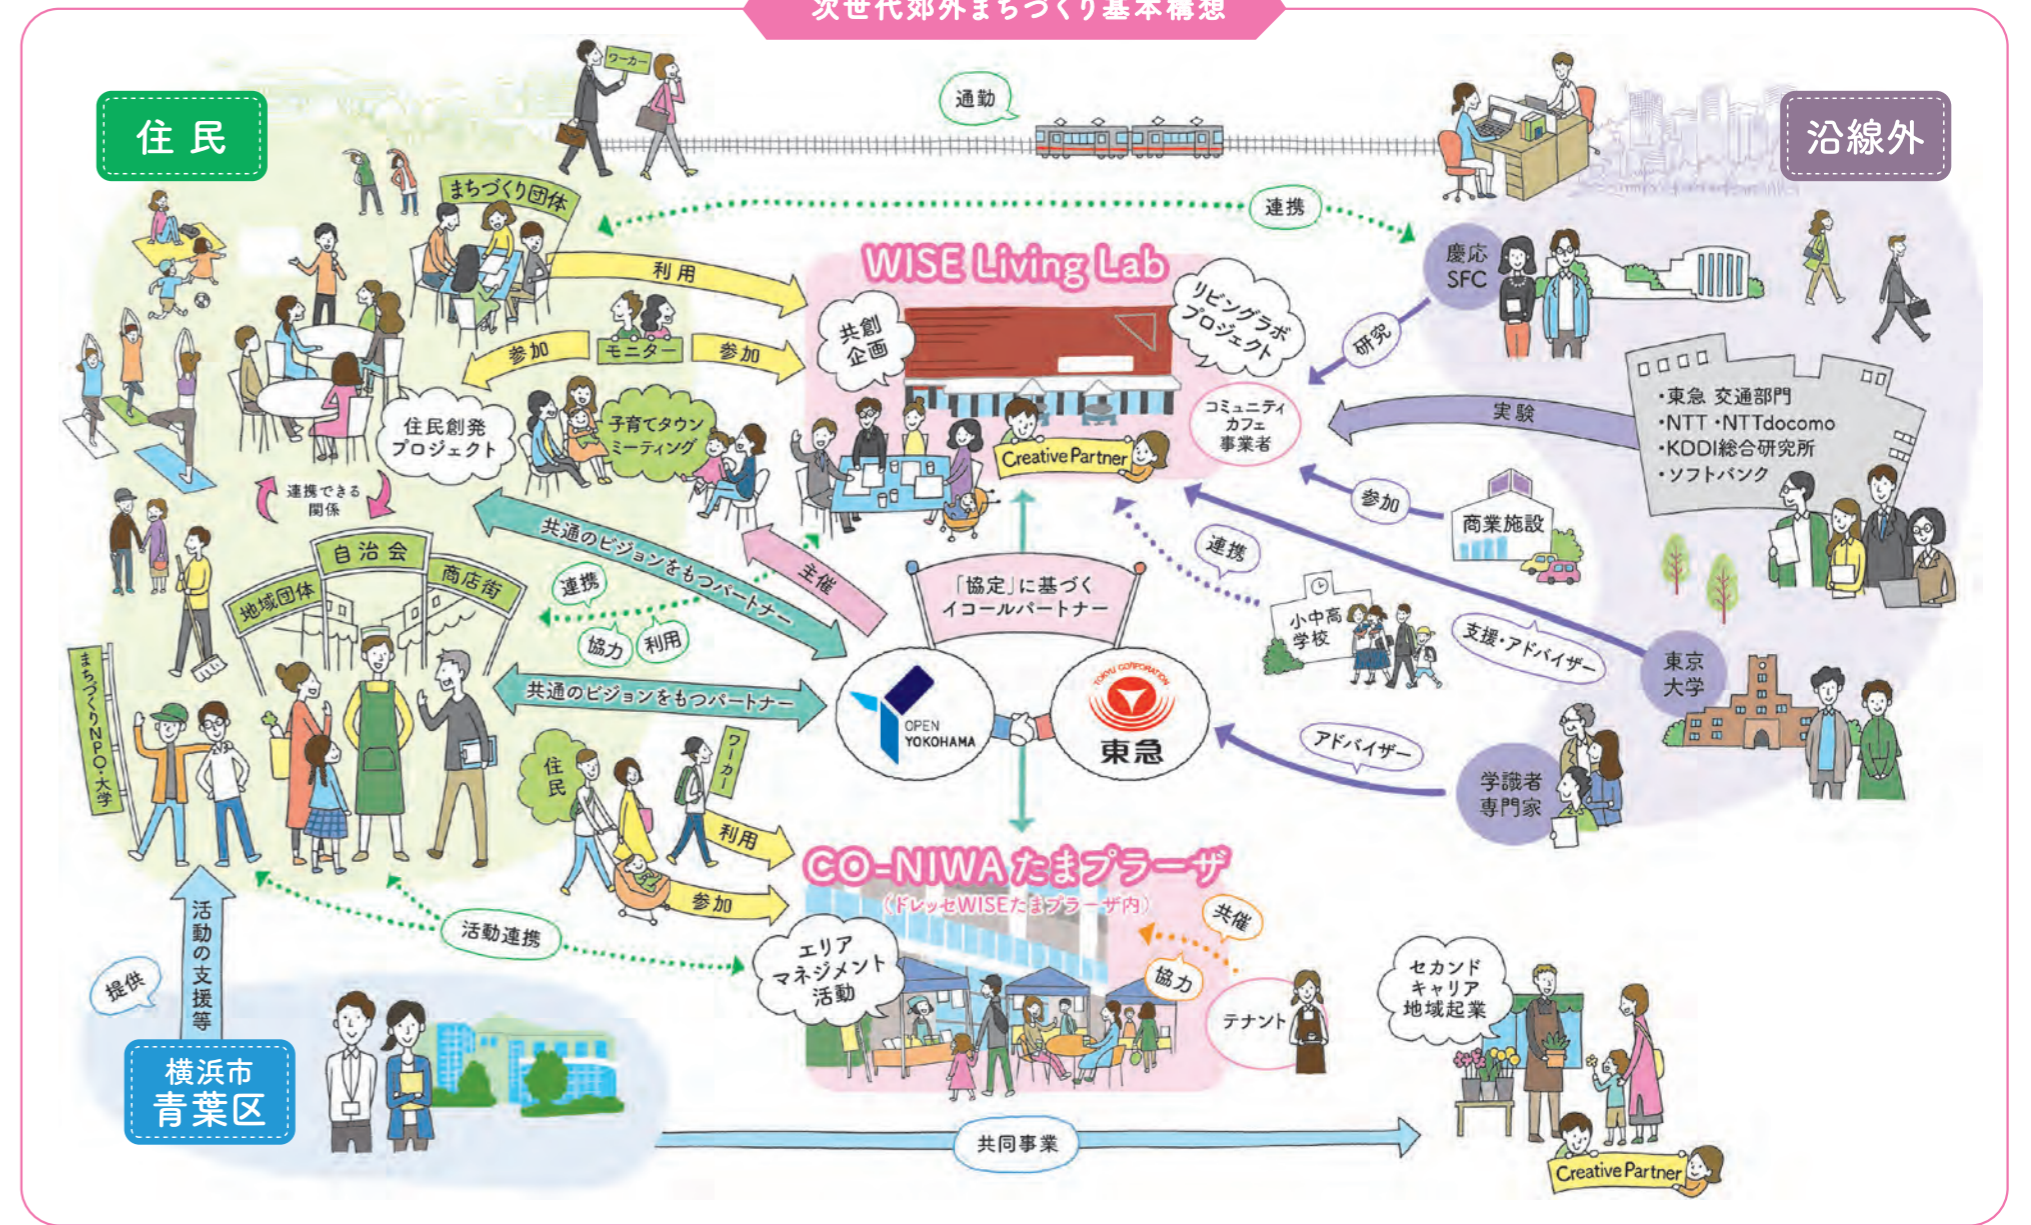 次世代郊外まちづくり基本構想
住民
ワーカー
通勤
沿線外
まちづくり団体
連携
利用
WISE Living Lab
慶応
SFC
参加
モニター
参加
共創
企画
リビングラボ
プロジェクト
研究
住民創発
プロジェクト
子育てタウン
ミーティング
Creative Partner
コミュニティ
カフェ
事業者
実験
・東急 交通部門
・NTT ・NTTdocomo
・KDDI総合研究所
・ソフトバンク
連携できる
関係
参加
商業施設
共通のビジョンをもつパートナー
主催
連携
自治会
地域団体
商店街
連携
協力
利用
「協定」に基づく
イコールパートナー
小中高
学校
支援・アドバイザー
東京
大学
まちづくりNPO・大学
共通のビジョンをもつパートナー
OPEN
YOKOHAMA
TOKYU CORPORATION
東急
アドバイザー
学識者
専門家
住民
ワーカー
利用
参加
CO-NIWAたまプラーザ
（ドレッセWISEたまプラーザ内）
活動の支援等
提供
活動連携
エリア
マネジメント
活動
共催
協力
テナント
セカンド
キャリア
地域起業
横浜市
青葉区
共同事業
Creative Partner